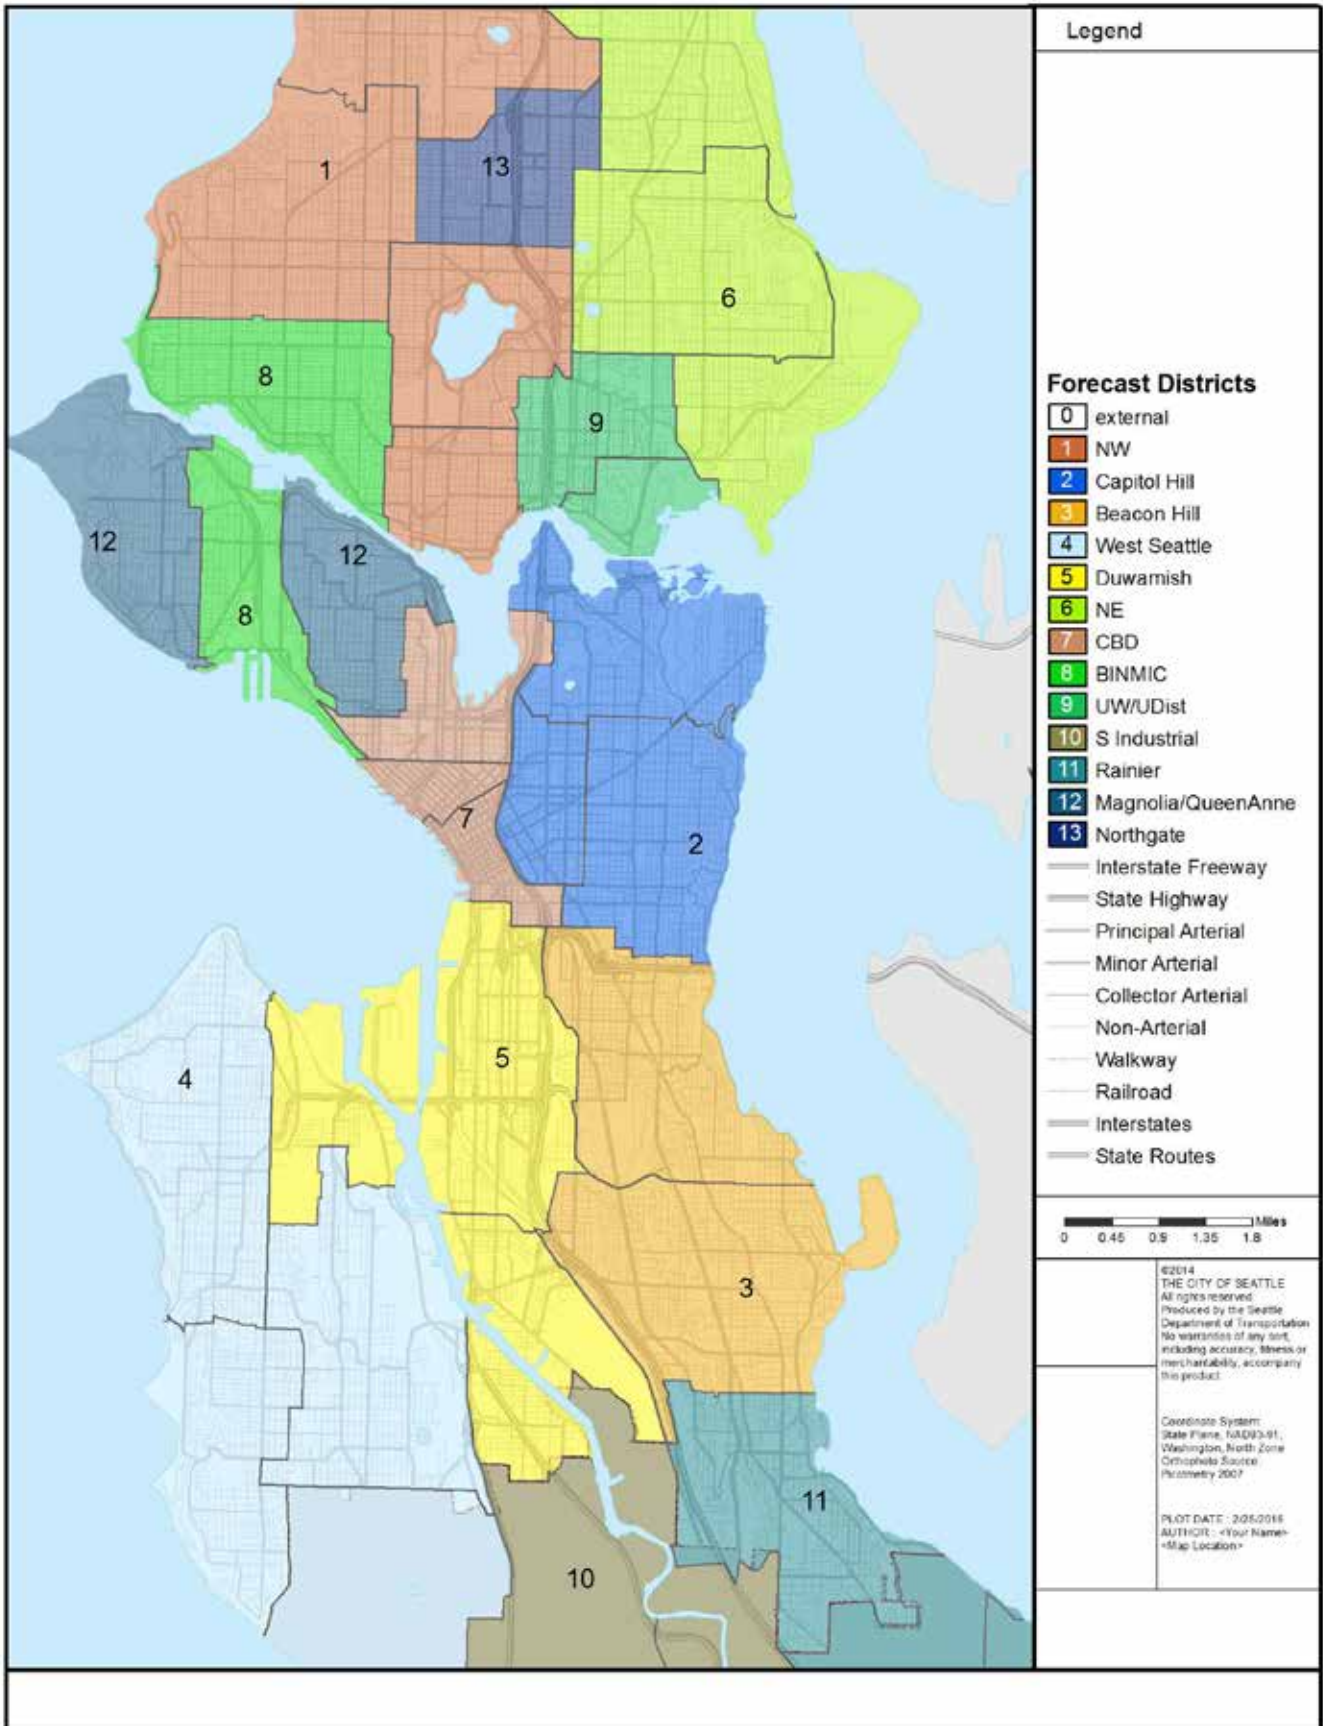 Legend
1
13
6
8
9
12
12
8
7
2
4
5
3
11
10
Forecast Districts
0 external
1 NW
2 Capitol Hill
3 Beacon Hill
4 West Seattle
5 Duwamish
6 NE
7 CBD
8 BINMIC
9 UW/UDist
10 S Industrial
11 Rainier
12 Magnolia/QueenAnne
13 Northgate
Interstate Freeway
State Highway
Principal Arterial
Minor Arterial
Collector Arterial
Non-Arterial
Walkway
Railroad
Interstates
State Routes
Miles
0 0.45 0.9 1.35 1.8
©2014
THE CITY OF SEATTLE
All rights reserved
Produced by the Seattle
Department of Transportation
No warranties of any sort,
including accuracy, fitness or
merchantability, accompany
this product.
Coordinate System:
State Plane, NAD83-91,
Washington, North Zone
Orthophoto Source:
Pictometry 2007
PLOT DATE : 2/25/2016
AUTHOR : <Your Name>
<Map Location>